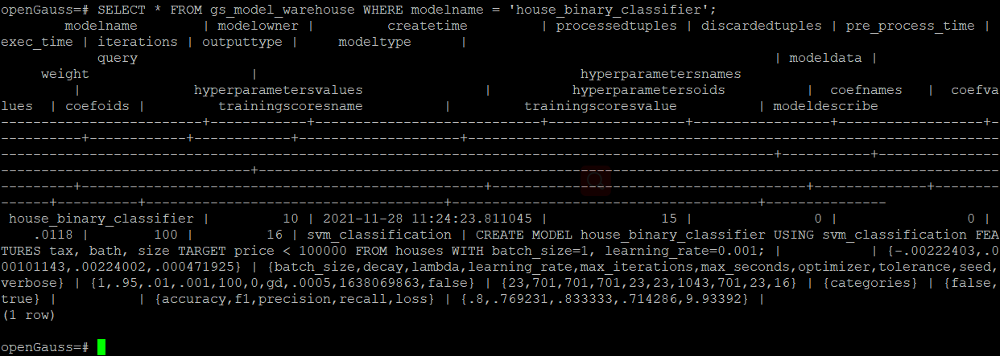 openGauss=# SELECT * FROM gs_model_warehouse WHERE modelname = 'house_binary_classifier';
        modelname        | modelowner |         createtime         | processedtuples | discardedtuples | pre_process_time |
exec_time | iterations | outputtype |     modeltype      |
            query                                                                               | modeldata |
     weight                    |                                        hyperparametersnames
         |               hyperparametersvalues               |          hyperparametersoids          |  coefnames   |  coefva
lues  | coefoids |         trainingscoresname          |         trainingscoresvalue          | modeldescribe
-------------------------+------------+----------------------------+-----------------+-----------------+------------------+-
----------+------------+------------+--------------------+------------------------------------------------------------------
------------------------------------------------------------------------------------------------+-----------+---------------
-------------------------------+--------------------------------------------------------------------------------------------
---------+--------------------------------------------------+---------------------------------------+--------------+--------
------+----------+-------------------------------------+--------------------------------------+---------------
 house_binary_classifier |         10 | 2021-11-28 11:24:23.811045 |              15 |               0 |                0 |
    .0118 |        100 |         16 | svm_classification | CREATE MODEL house_binary_classifier USING svm_classification FEA
TURES tax, bath, size TARGET price < 100000 FROM houses WITH batch_size=1, learning_rate=0.001; |           | {-.00222403,.0
00101143,.00224002,.000471925} | {batch_size,decay,lambda,learning_rate,max_iterations,max_seconds,optimizer,tolerance,seed,
verbose} | {1,.95,.01,.001,100,0,gd,.0005,1638069863,false} | {23,701,701,701,23,23,1043,701,23,16} | {categories} | {false,
true} |          | {accuracy,f1,precision,recall,loss} | {.8,.769231,.833333,.714286,9.93392} |
(1 row)
openGauss=#